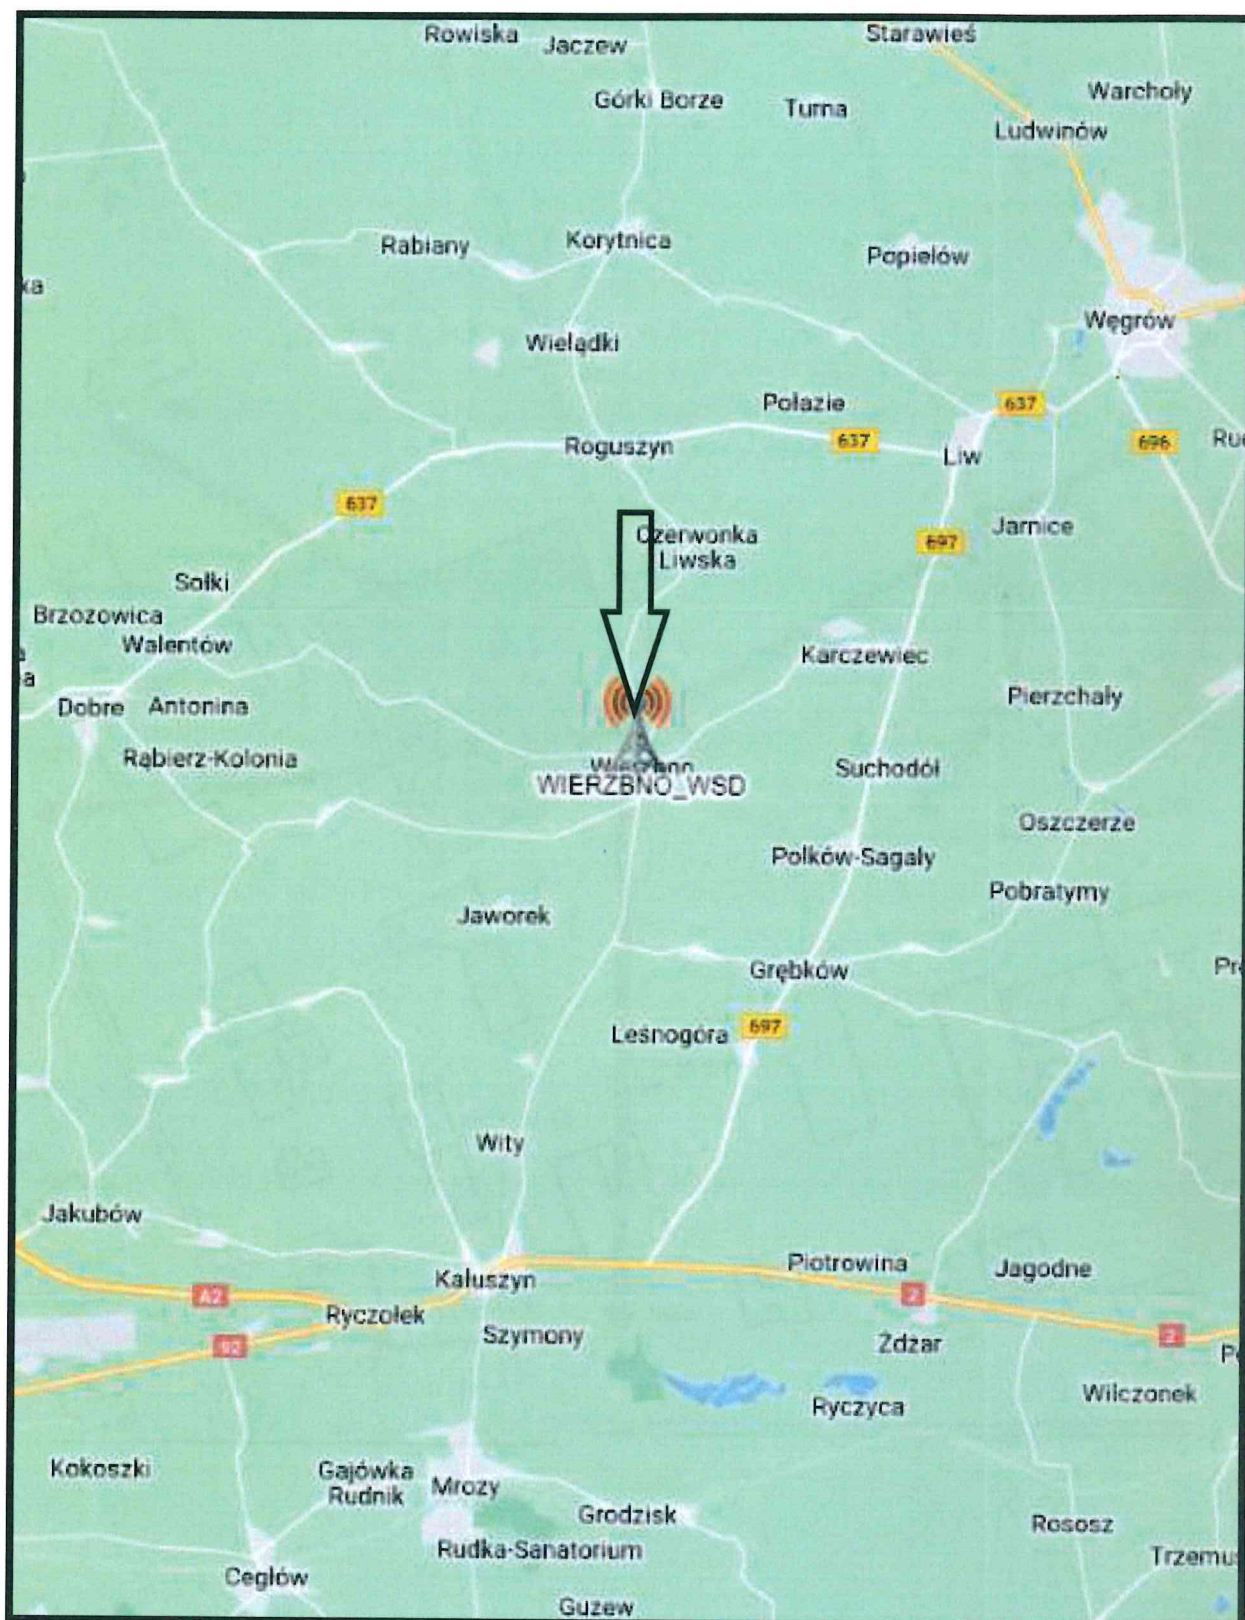 Rowiska
Jaczew
Starawieś
Górki Borze
Turna
Warchoły
Ludwinów
Rabiany
Korytnica
Popielów
Węgrów
Wielądki
Połazie
637
Roguszyn
637
Liw
696
637
Czerwonka
Liwska
697
Jarnice
Sołki
Brzozowica
Walentów
Karczewiec
Dobre
Antonina
Pierzchały
Rąbierz-Kolonia
Wierzbno
WIERZBNO_WSD
Suchodół
Oszczerze
Polków-Sagały
Pobratymy
Jaworek
Grębków
Leśnogóra
697
Wity
Jakubów
Kałuszyn
Piotrowina
Jagodne
A2
2
Ryczołek
92
Szymony
Żdżar
2
Ryczyca
Wilczonek
Kokoszki
Gajówka
Rudnik
Mrozy
Grodzisk
Rososz
Rudka-Sanatorium
Cegłów
Guzew